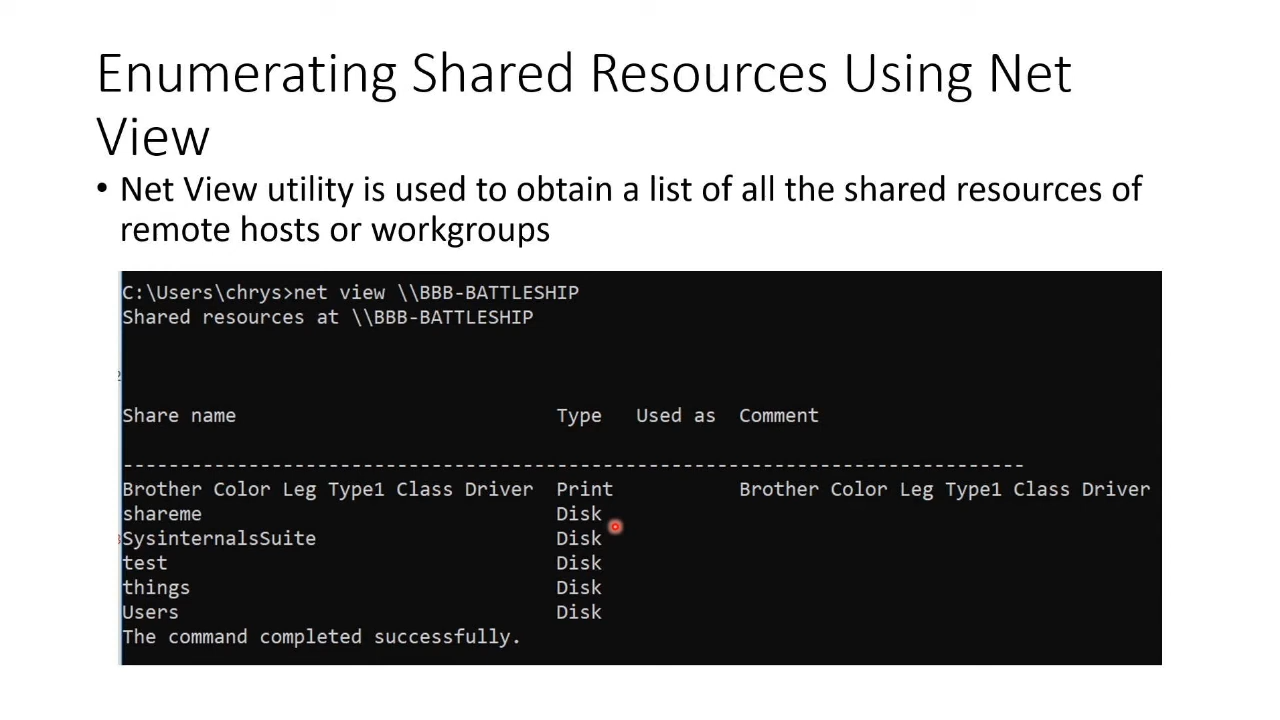 Enumerating Shared Resources Using Net
View
• Net View utility is used to obtain a list of all the shared resources of
remote hosts or workgroups
C:\Users\chrys>net view \\BBB-BATTLESHIP
Shared resources at \\BBB-BATTLESHIP
Share name Type Used as Comment
-------------------------------------------------------------------------------
Brother Color Leg Type1 Class Driver Print Brother Color Leg Type1 Class Driver
shareme Disk
SysinternalsSuite Disk
test Disk
things Disk
Users Disk
The command completed successfully.